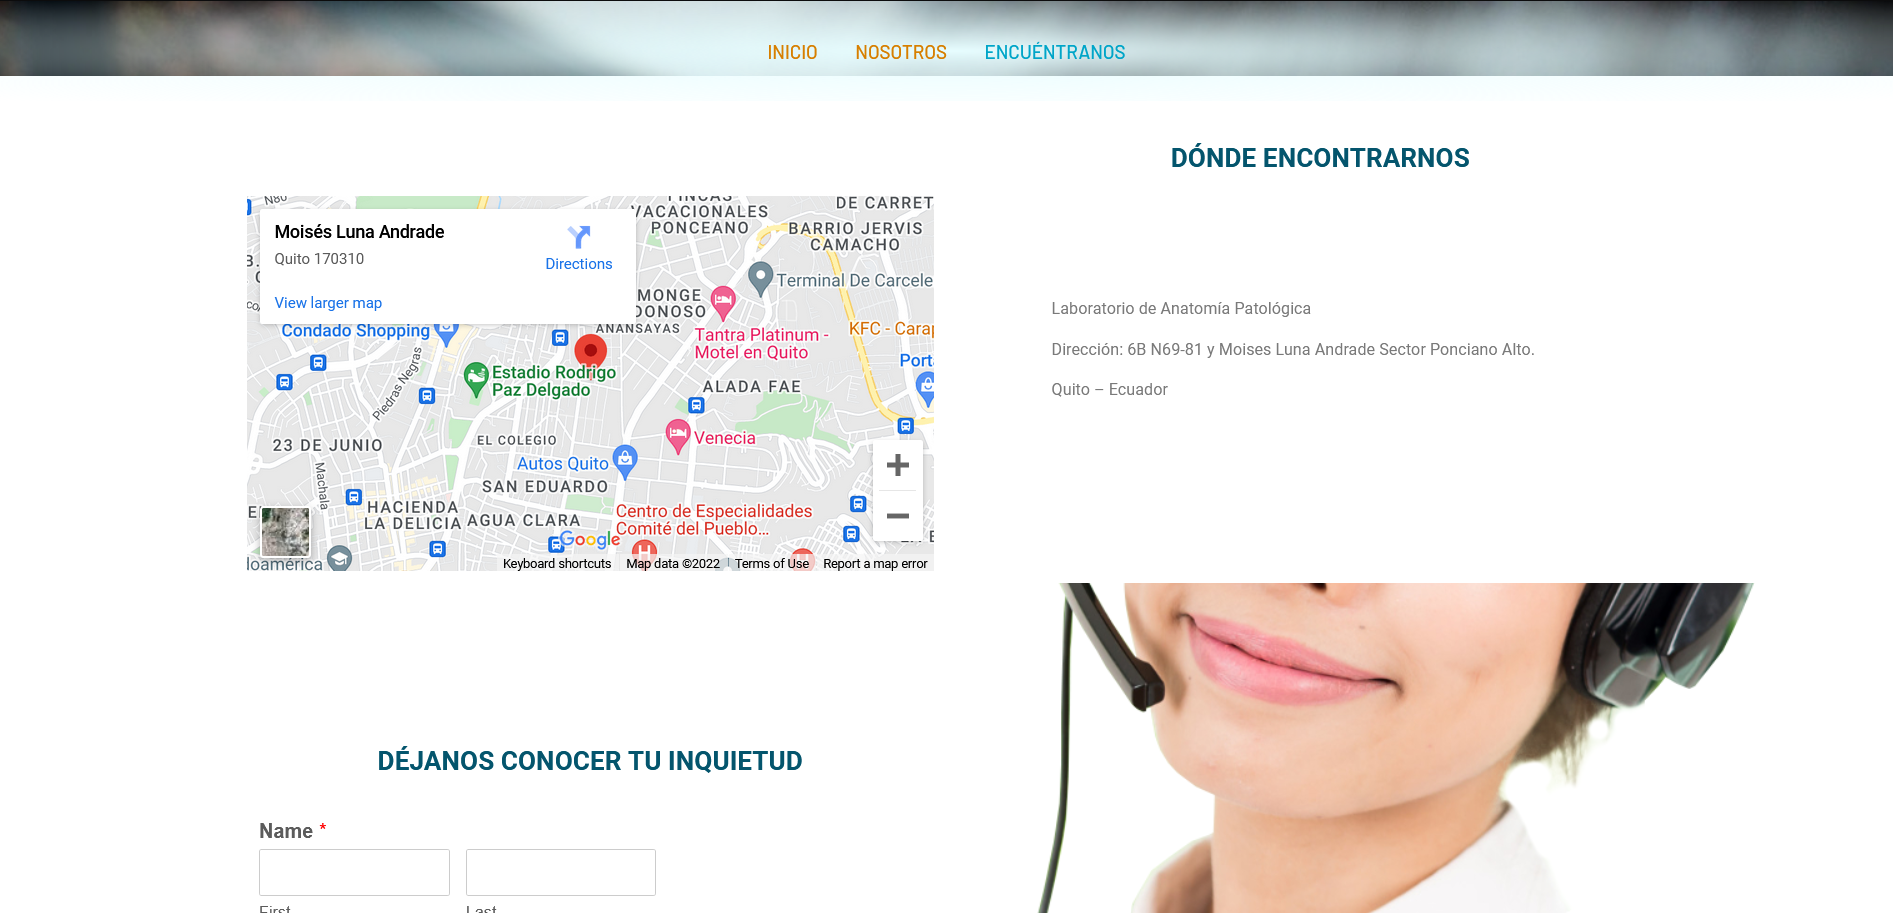 INICIO NOSOTROS ENCUÉNTRANOS
DÓNDE ENCONTRARNOS
Moisés Luna Andrade
Quito 170310
Directions
View larger map
N80
FINCAS
VACACIONALES
PONCEANO
DE CARRET
BARRIO JERVIS
CAMACHO
Terminal De Carcele
MONGE
DONOSO
ANANSAYAS
Condado Shopping
Tantra Platinum -
Motel en Quito
KFC - Carap
Port
Piedras Negras
Estadio Rodrigo
Paz Delgado
ALADA FAE
23 DE JUNIO
EL COLEGIO
Venecia
Autos Quito
Machala
SAN EDUARDO
HACIENDA
LA DELICIA
AGUA CLARA
Centro de Especialidades
Comité del Pueblo...
Google
loamérica
Keyboard shortcuts Map data ©2022 Terms of Use Report a map error
Laboratorio de Anatomía Patológica
Dirección: 6B N69-81 y Moises Luna Andrade Sector Ponciano Alto.
Quito – Ecuador
DÉJANOS CONOCER TU INQUIETUD
Name *
First Last